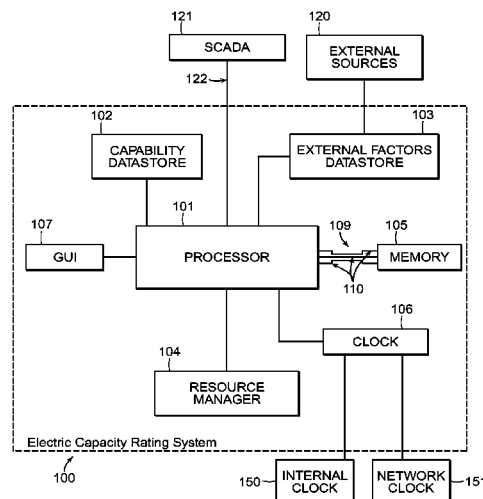 121
SCADA
120
EXTERNAL
SOURCES
122
102
CAPABILITY
DATASTORE
103
EXTERNAL FACTORS
DATASTORE
101
PROCESSOR
107
GUI
109
110
105
MEMORY
106
CLOCK
104
RESOURCE
MANAGER
Electric Capacity Rating System
100
150
INTERNAL
CLOCK
NETWORK
CLOCK
151